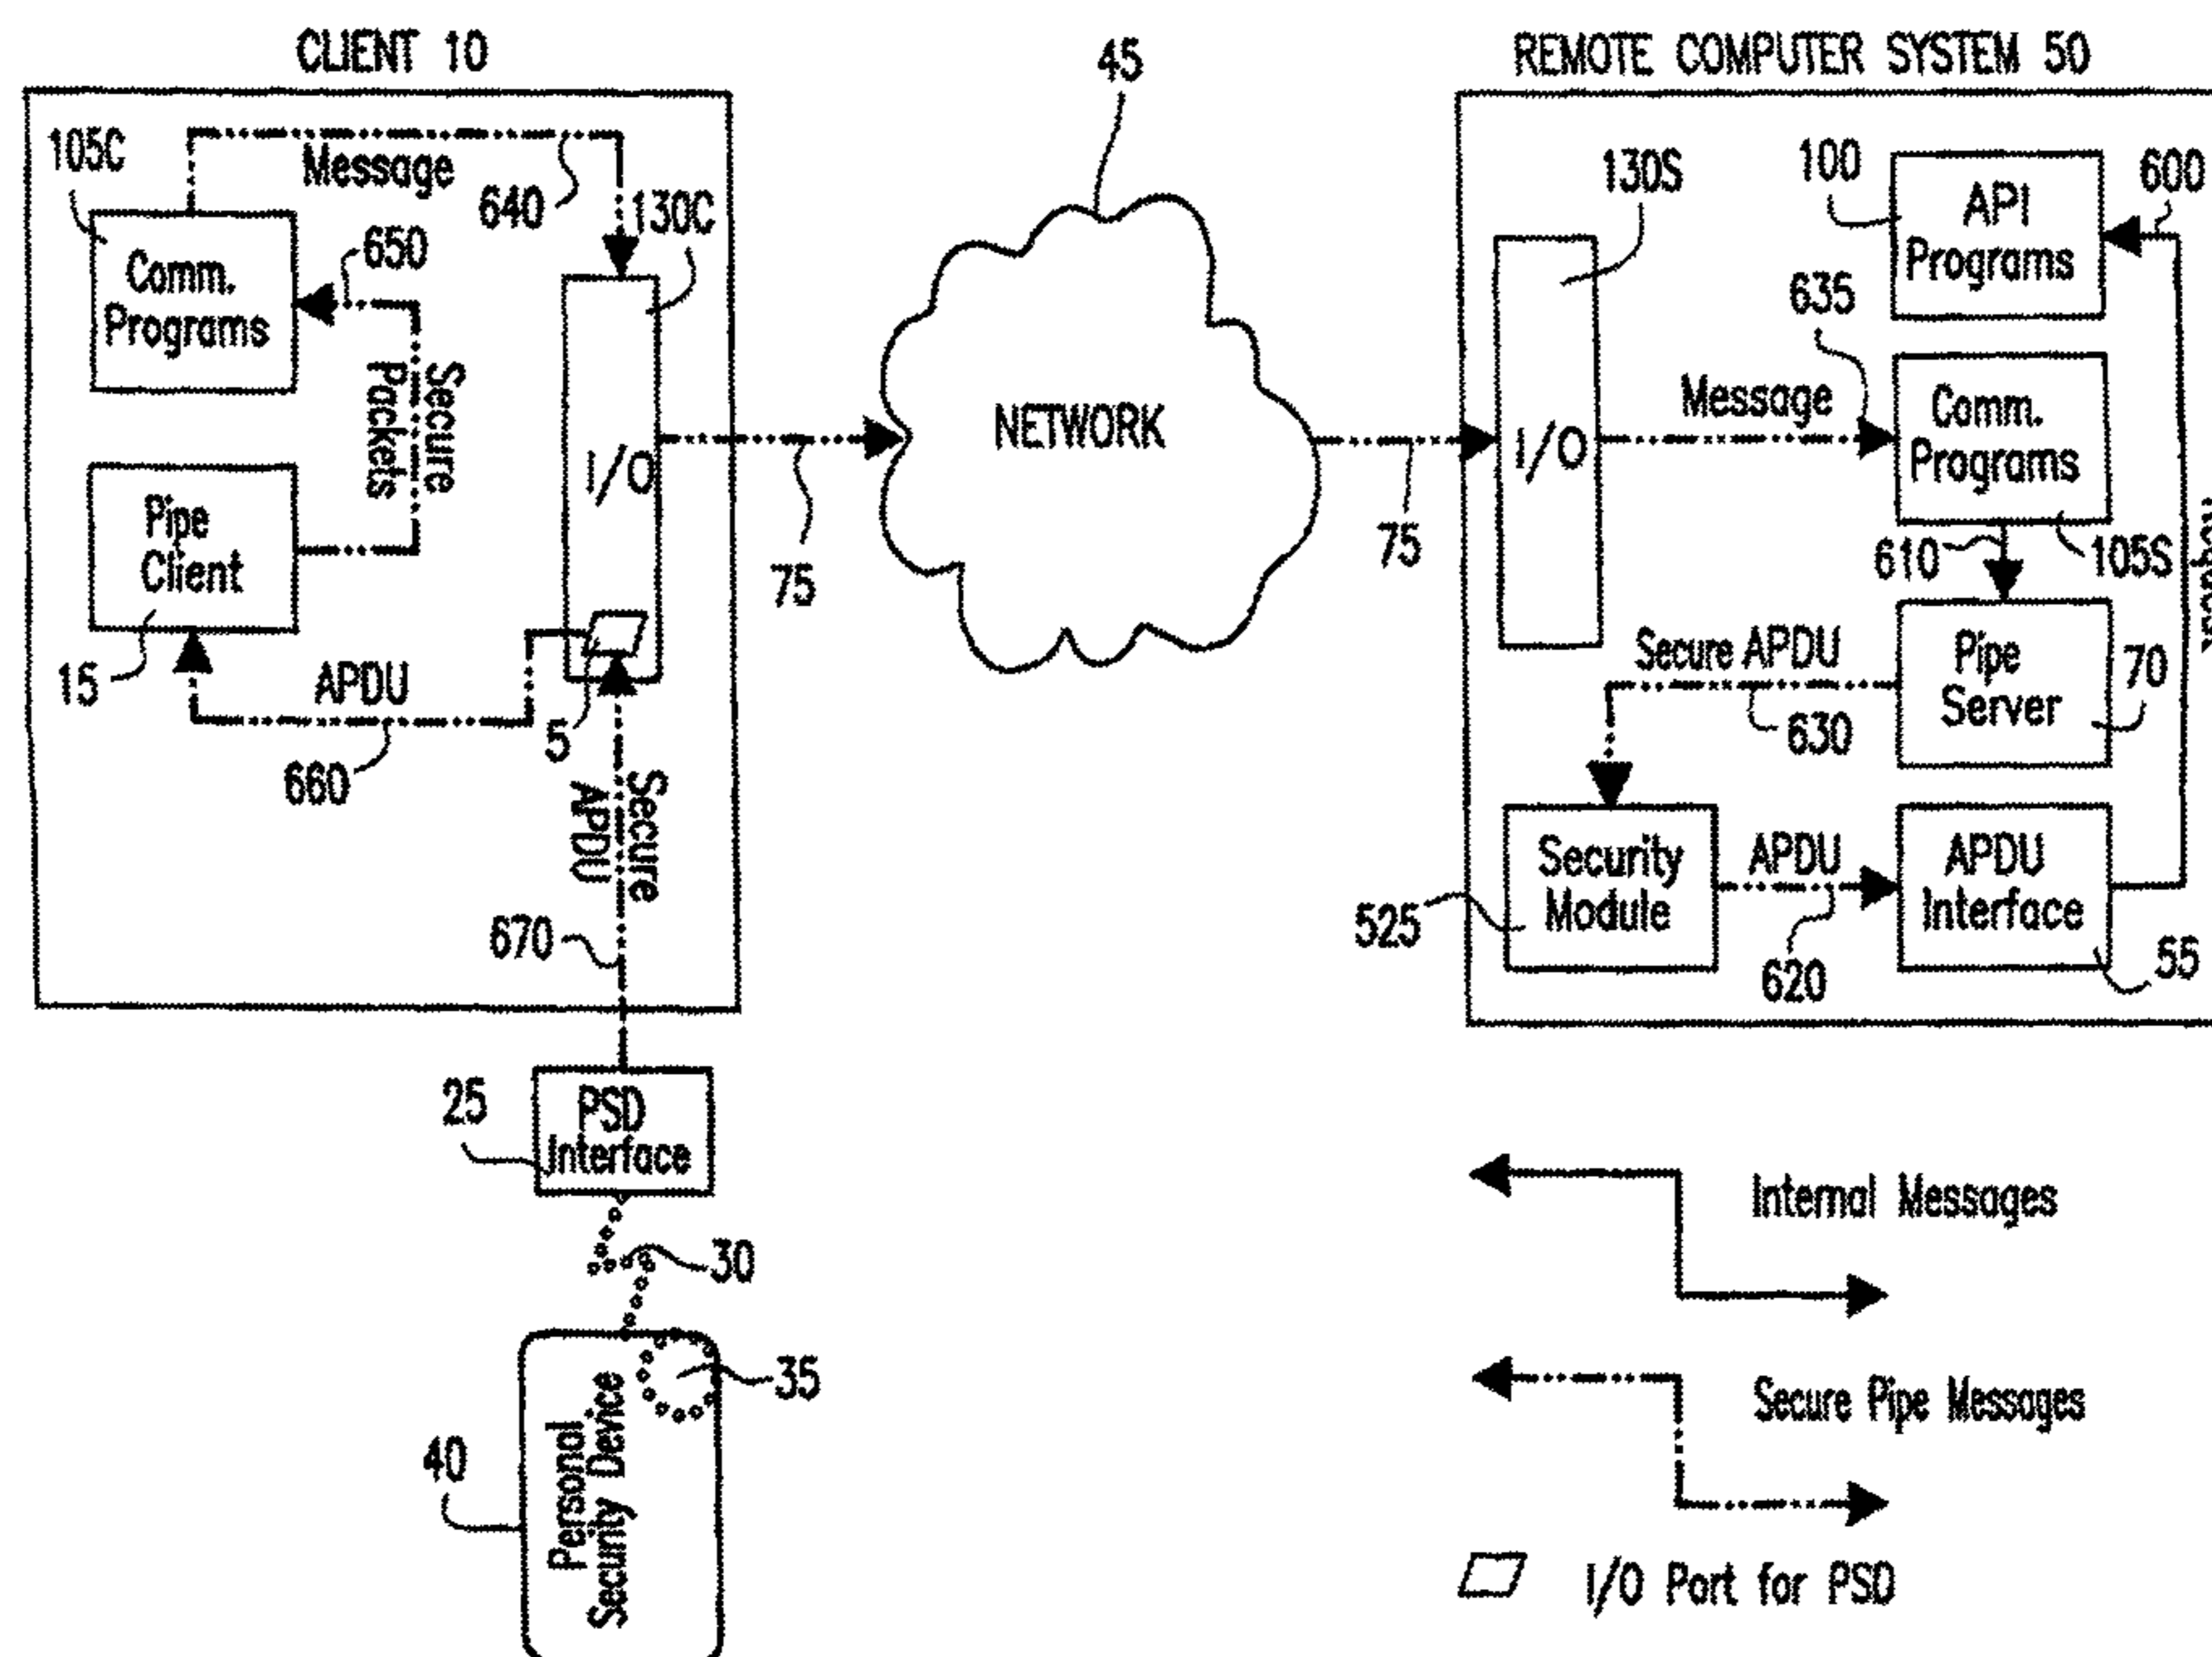 CLIENT 10
105C
Message
640
130C
650
Comm.
Programs
Secure
Packets
I/O
Pipe
Client
15
APDU
660
5
Secure
APDU
670
75
45
NETWORK
75
REMOTE COMPUTER SYSTEM 50
130S
100
API
Programs
600
635
Message
I/O
Comm.
Programs
610
105S
Secure APDU
630
Pipe
Server
70
Security
Module
525
APDU
620
APDU
Interface
55
25
PSD
Interface
30
35
40
Personal
Security Device
Internal Messages
Secure Pipe Messages
I/O Port for PSD